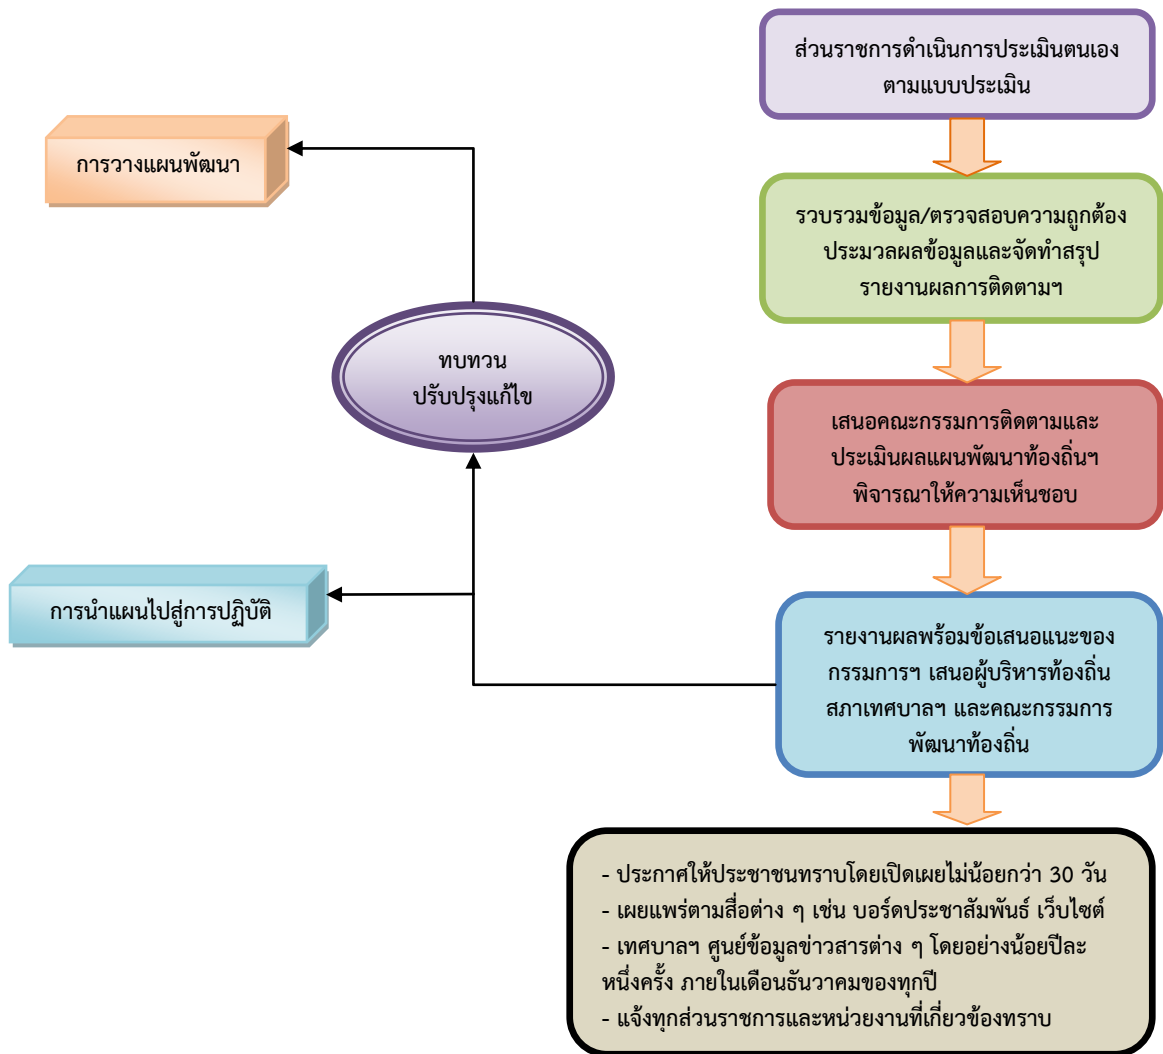 ส่วนราชการดำเนินการประเมินตนเอง
ตามแบบประเมิน
การวางแผนพัฒนา
รวบรวมข้อมูล/ตรวจสอบความถูกต้อง
ประมวลผลข้อมูลและจัดทำสรุป
รายงานผลการติดตามฯ
ทบทวน
ปรับปรุงแก้ไข
เสนอคณะกรรมการติดตามและ
ประเมินผลแผนพัฒนาท้องถิ่นฯ
พิจารณาให้ความเห็นชอบ
การนำแผนไปสู่การปฏิบัติ
รายงานผลพร้อมข้อเสนอแนะของ
กรรมการฯ เสนอผู้บริหารท้องถิ่น
สภาเทศบาลฯ และคณะกรรมการ
พัฒนาท้องถิ่น
- ประกาศให้ประชาชนทราบโดยเปิดเผยไม่น้อยกว่า 30 วัน
- เผยแพร่ตามสื่อต่าง ๆ เช่น บอร์ดประชาสัมพันธ์ เว็บไซต์
- เทศบาลฯ ศูนย์ข้อมูลข่าวสารต่าง ๆ โดยอย่างน้อยปีละ
หนึ่งครั้ง ภายในเดือนธันวาคมของทุกปี
- แจ้งทุกส่วนราชการและหน่วยงานที่เกี่ยวข้องทราบ